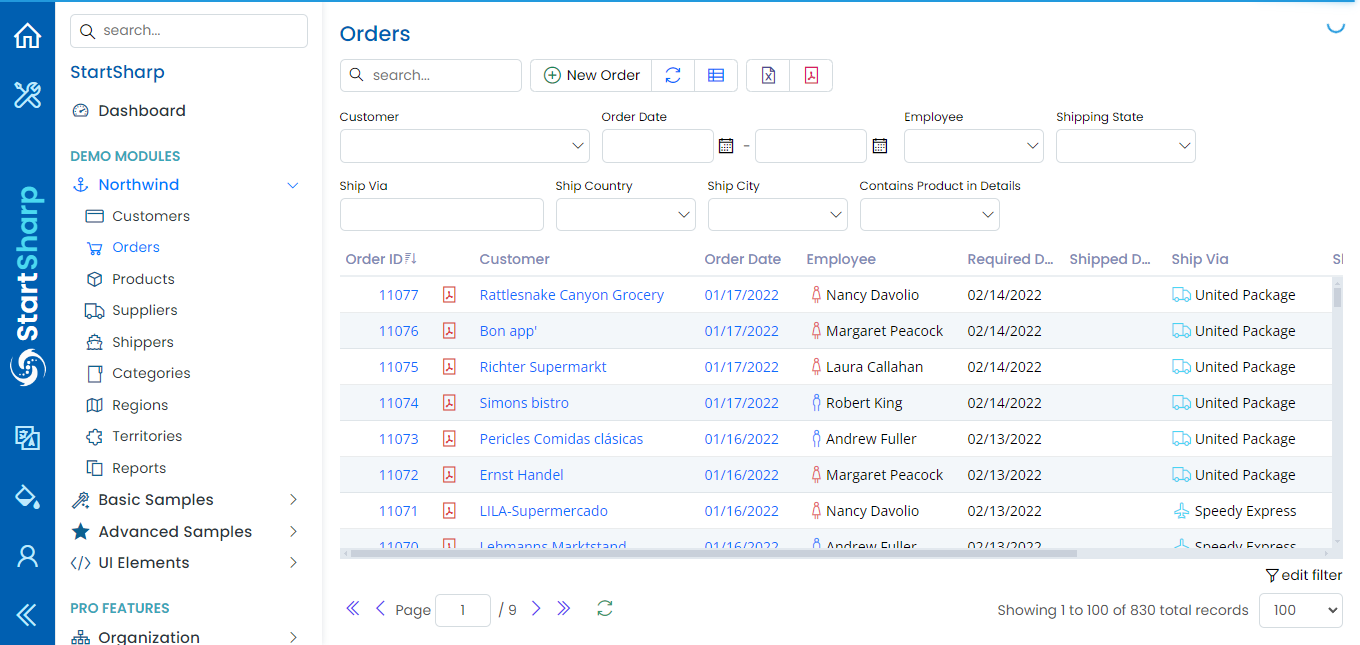 search...
StartSharp
Dashboard
DEMO MODULES
Northwind
Customers
Orders
Products
Suppliers
Shippers
Categories
Regions
Territories
Reports
Basic Samples
Advanced Samples
UI Elements
PRO FEATURES
Organization
StartSharp
Orders
search... New Order
Customer Order Date Employee Shipping State
-
Ship Via Ship Country Ship City Contains Product in Details
Order ID Customer Order Date Employee Required D... Shipped D... Ship Via
11077 Rattlesnake Canyon Grocery 01/17/2022 Nancy Davolio 02/14/2022 United Package
11076 Bon app' 01/17/2022 Margaret Peacock 02/14/2022 United Package
11075 Richter Supermarkt 01/17/2022 Laura Callahan 02/14/2022 United Package
11074 Simons bistro 01/17/2022 Robert King 02/14/2022 United Package
11073 Pericles Comidas clásicas 01/16/2022 Andrew Fuller 02/13/2022 United Package
11072 Ernst Handel 01/16/2022 Margaret Peacock 02/13/2022 United Package
11071 LILA-Supermercado 01/16/2022 Nancy Davolio 02/13/2022 Speedy Express
11070 Lehmanns Marktstand 01/16/2022 Andrew Fuller 02/13/2022 Speedy Express
edit filter
Page 1 / 9 Showing 1 to 100 of 830 total records 100